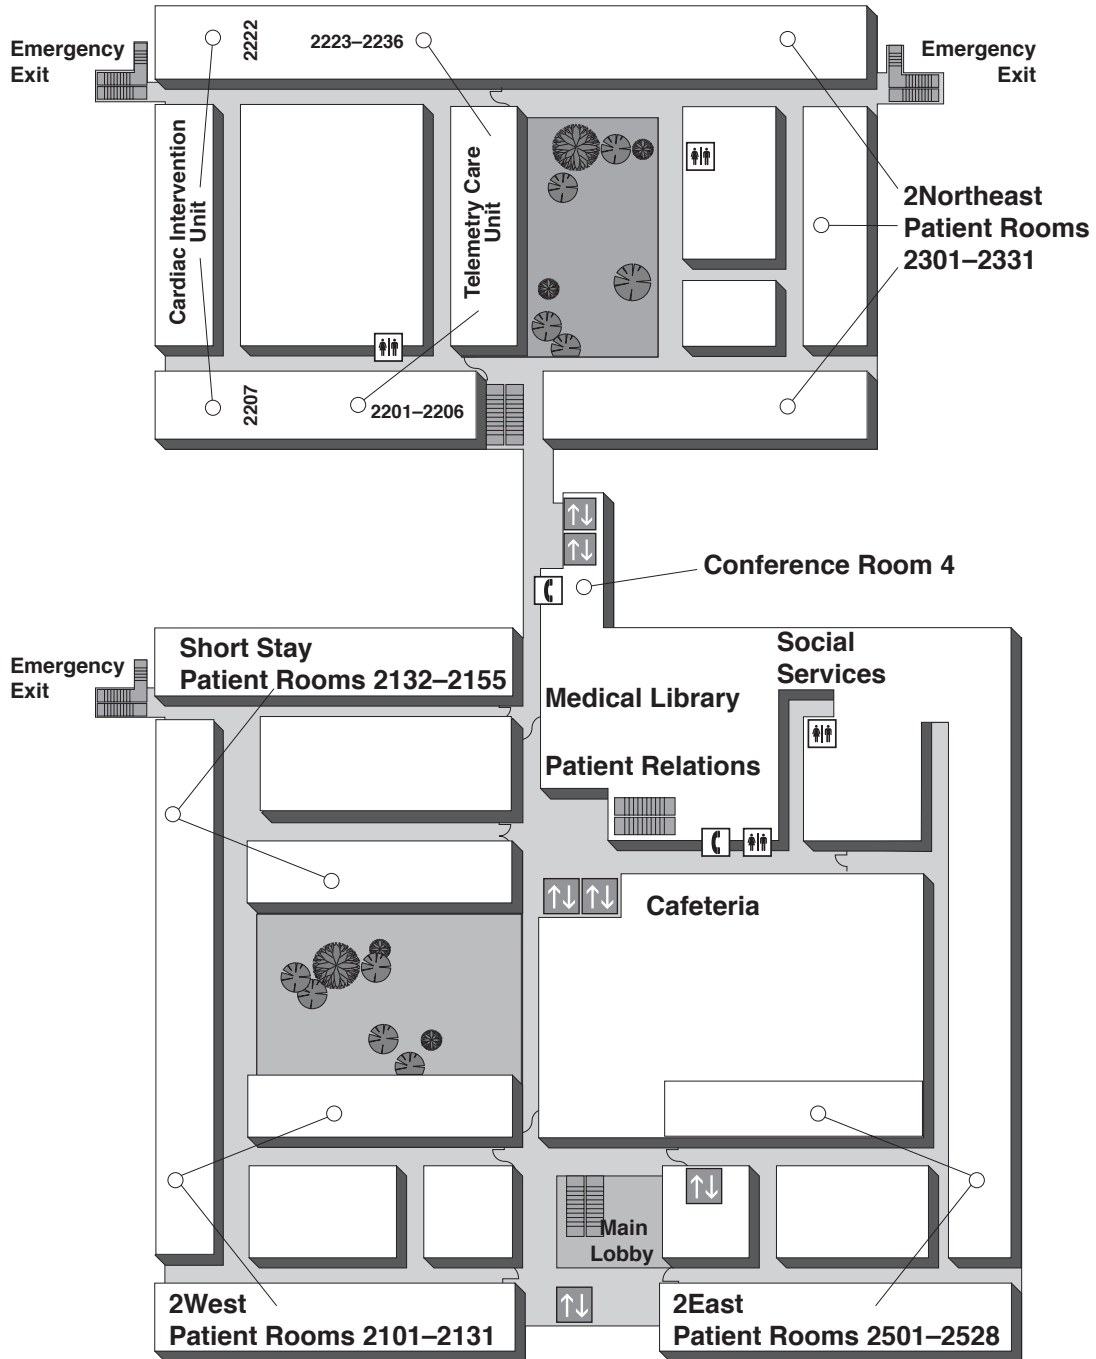 Emergency
Exit
2222
2223–2236
Emergency
Exit
Cardiac Intervention
Unit
Telemetry Care
Unit
2Northeast
Patient Rooms
2301–2331
2207
2201–2206
Conference Room 4
Short Stay
Patient Rooms 2132–2155
Emergency
Exit
Social
Services
Medical Library
Patient Relations
Cafeteria
Main
Lobby
2West
Patient Rooms 2101–2131
2East
Patient Rooms 2501–2528